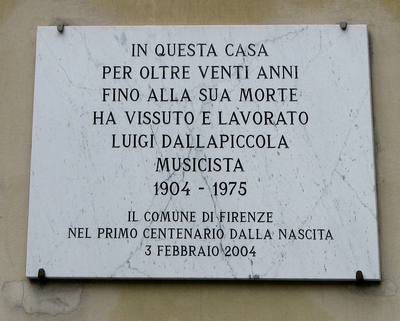 IN QUESTA CASA
PER OLTRE VENTI ANNI
FINO ALLA SUA MORTE
HA VISSUTO E LAVORATO
LUIGI DALLAPICCOLA
MUSICISTA
1904 - 1975
IL COMUNE DI FIRENZE
NEL PRIMO CENTENARIO DALLA NASCITA
3 FEBBRAIO 2004